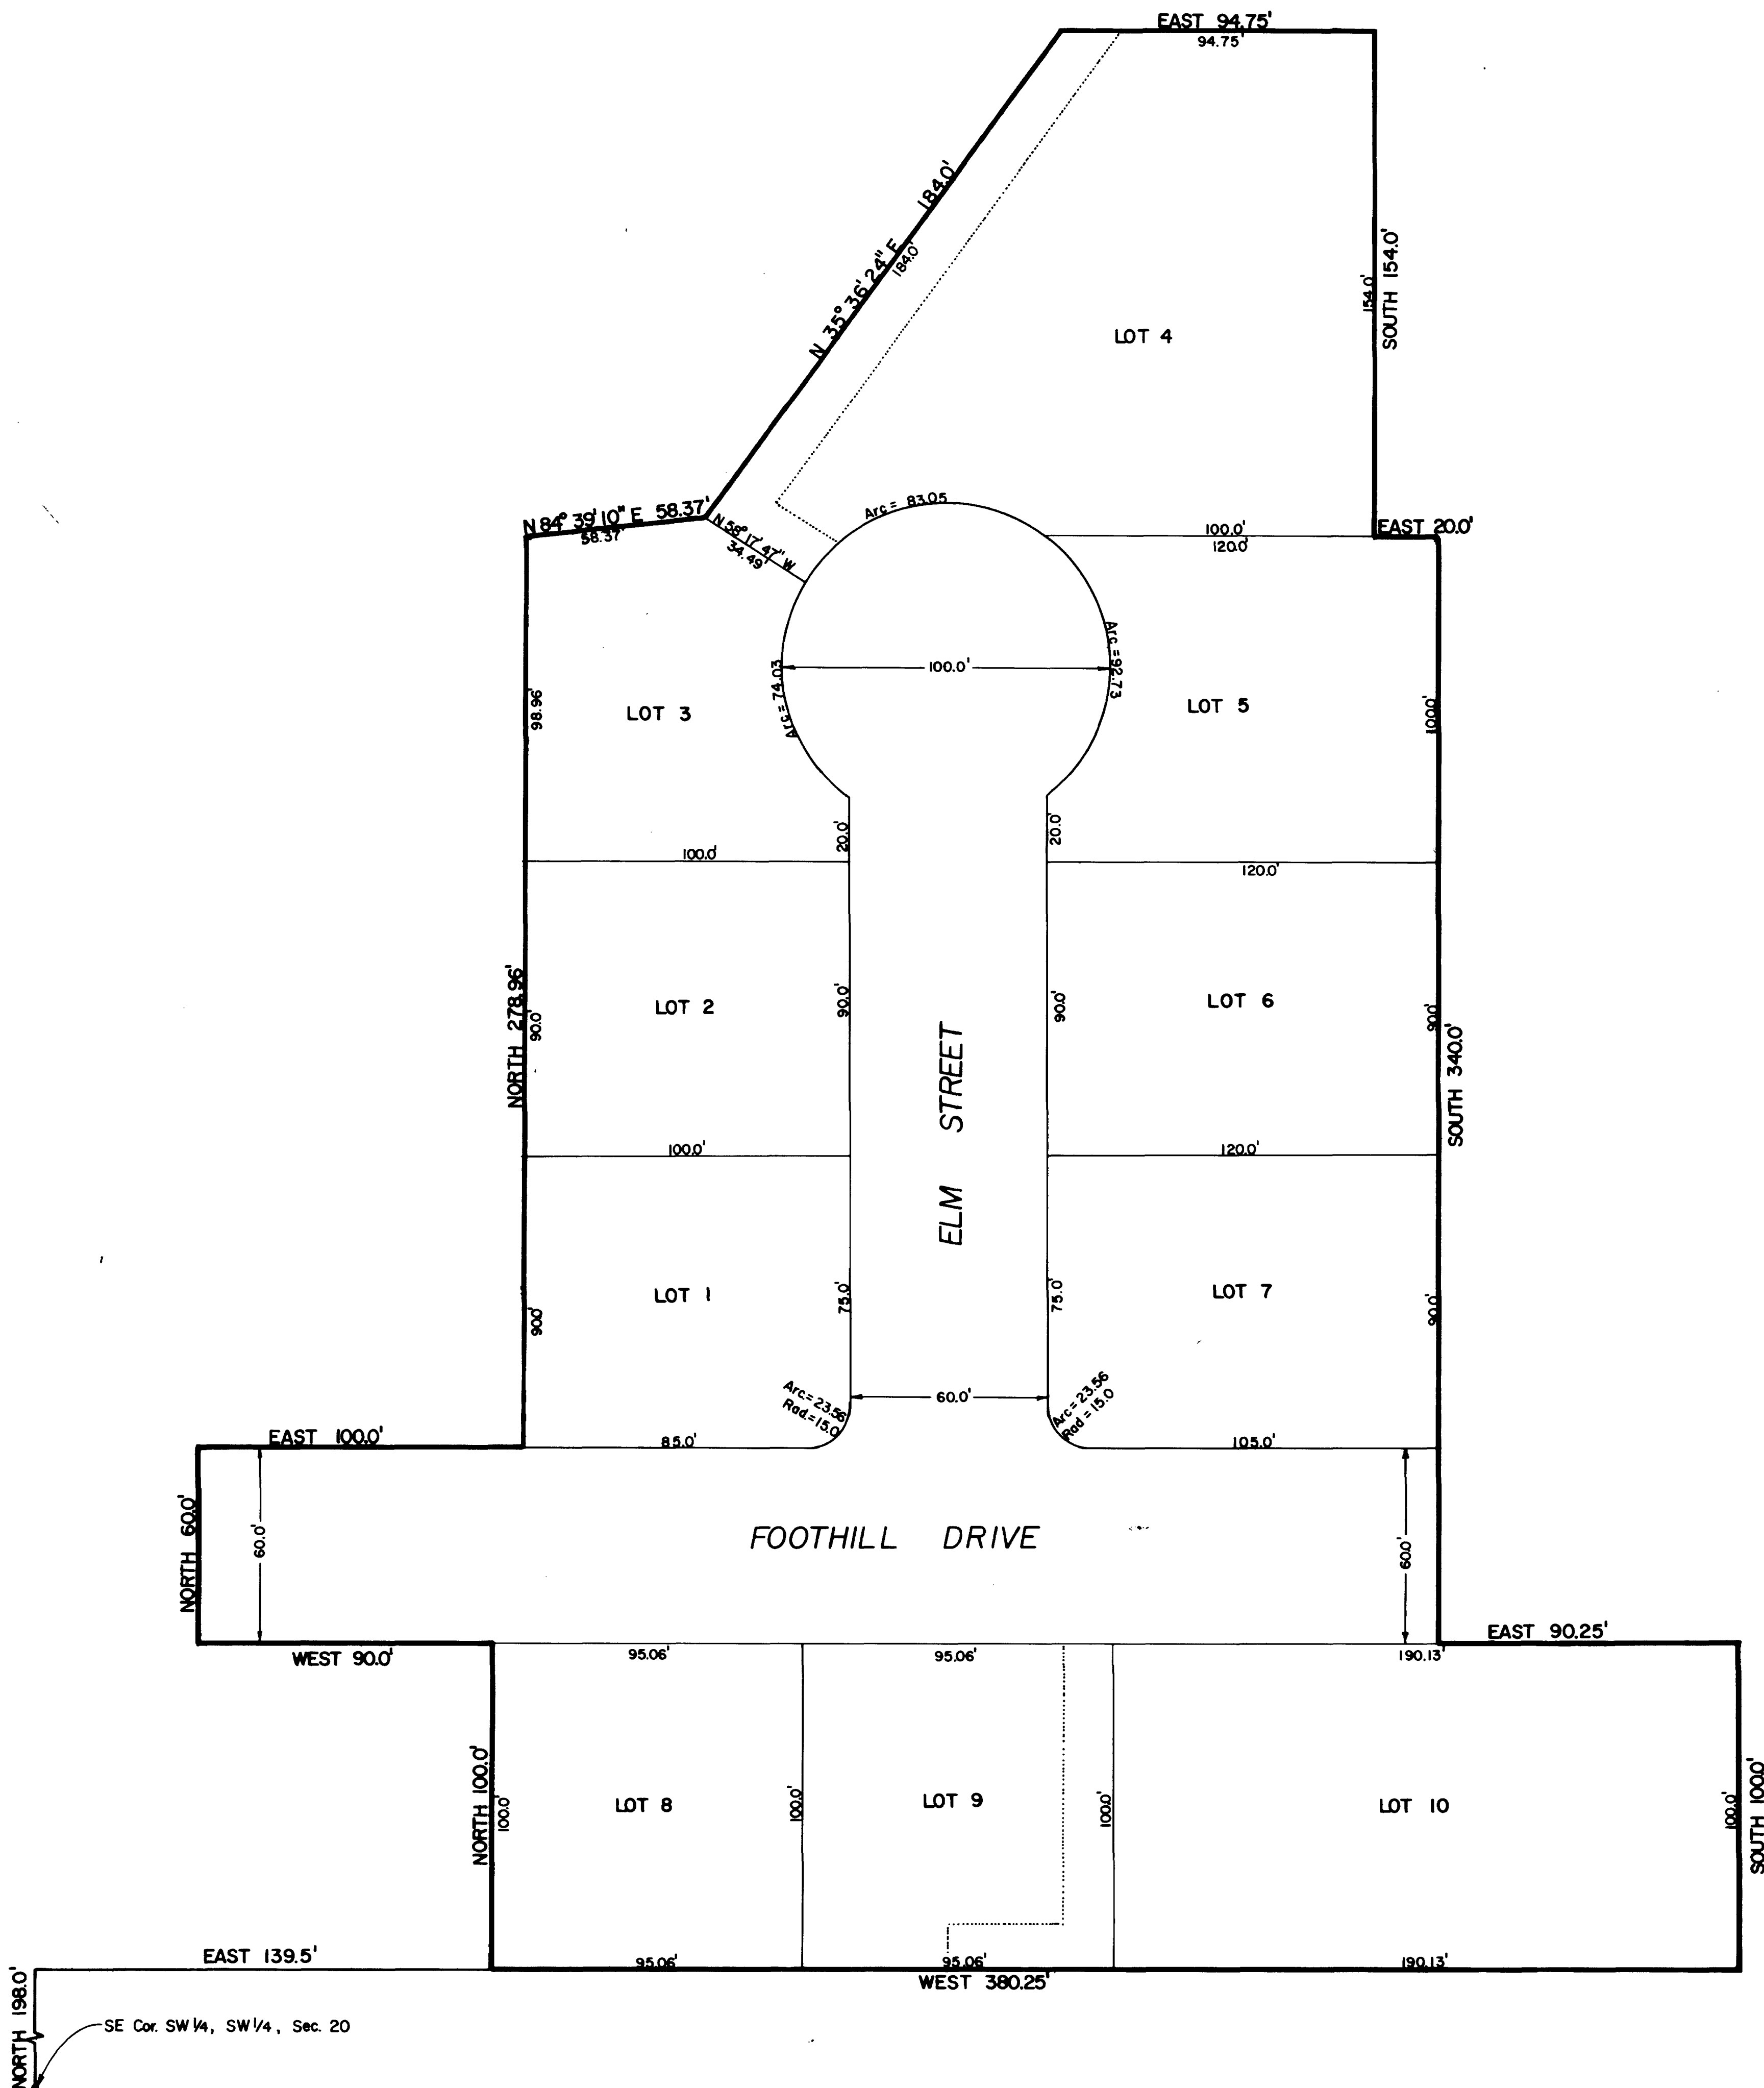 EAST 94.75'
94.75'
184.0'
N 35° 36' 24" E
184.0'
SOUTH 154.0'
154.0'
LOT 4
N 84° 39' 10" E 58.37'
58.37'
N 58° 17' 47" W
34.49'
Arc = 83.05
100.0'
120.0'
EAST 20.0'
Arc = 92.73
100.0'
Arc = 74.03
98.96'
LOT 3
LOT 5
100.0'
20.0'
20.0'
100.0'
120.0'
NORTH 278.96'
90.0'
LOT 2
90.0'
90.0'
LOT 6
90.0'
SOUTH 340.0'
ELM STREET
100.0'
120.0'
90.0'
LOT 1
75.0'
75.0'
LOT 7
90.0'
Arc = 23.56
Rad. = 15.0
60.0'
Arc = 23.56
Rad = 15.0
EAST 100.0'
85.0'
105.0'
NORTH 60.0'
60.0'
FOOTHILL DRIVE
60.0'
WEST 90.0'
EAST 90.25'
95.06'
95.06'
190.13'
NORTH 100.0'
100.0'
LOT 8
100.0'
LOT 9
100.0'
LOT 10
100.0'
SOUTH 100.0'
EAST 139.5'
95.06'
95.06'
190.13'
WEST 380.25'
NORTH 198.0'
SE Cor. SW 1/4, SW 1/4, Sec. 20